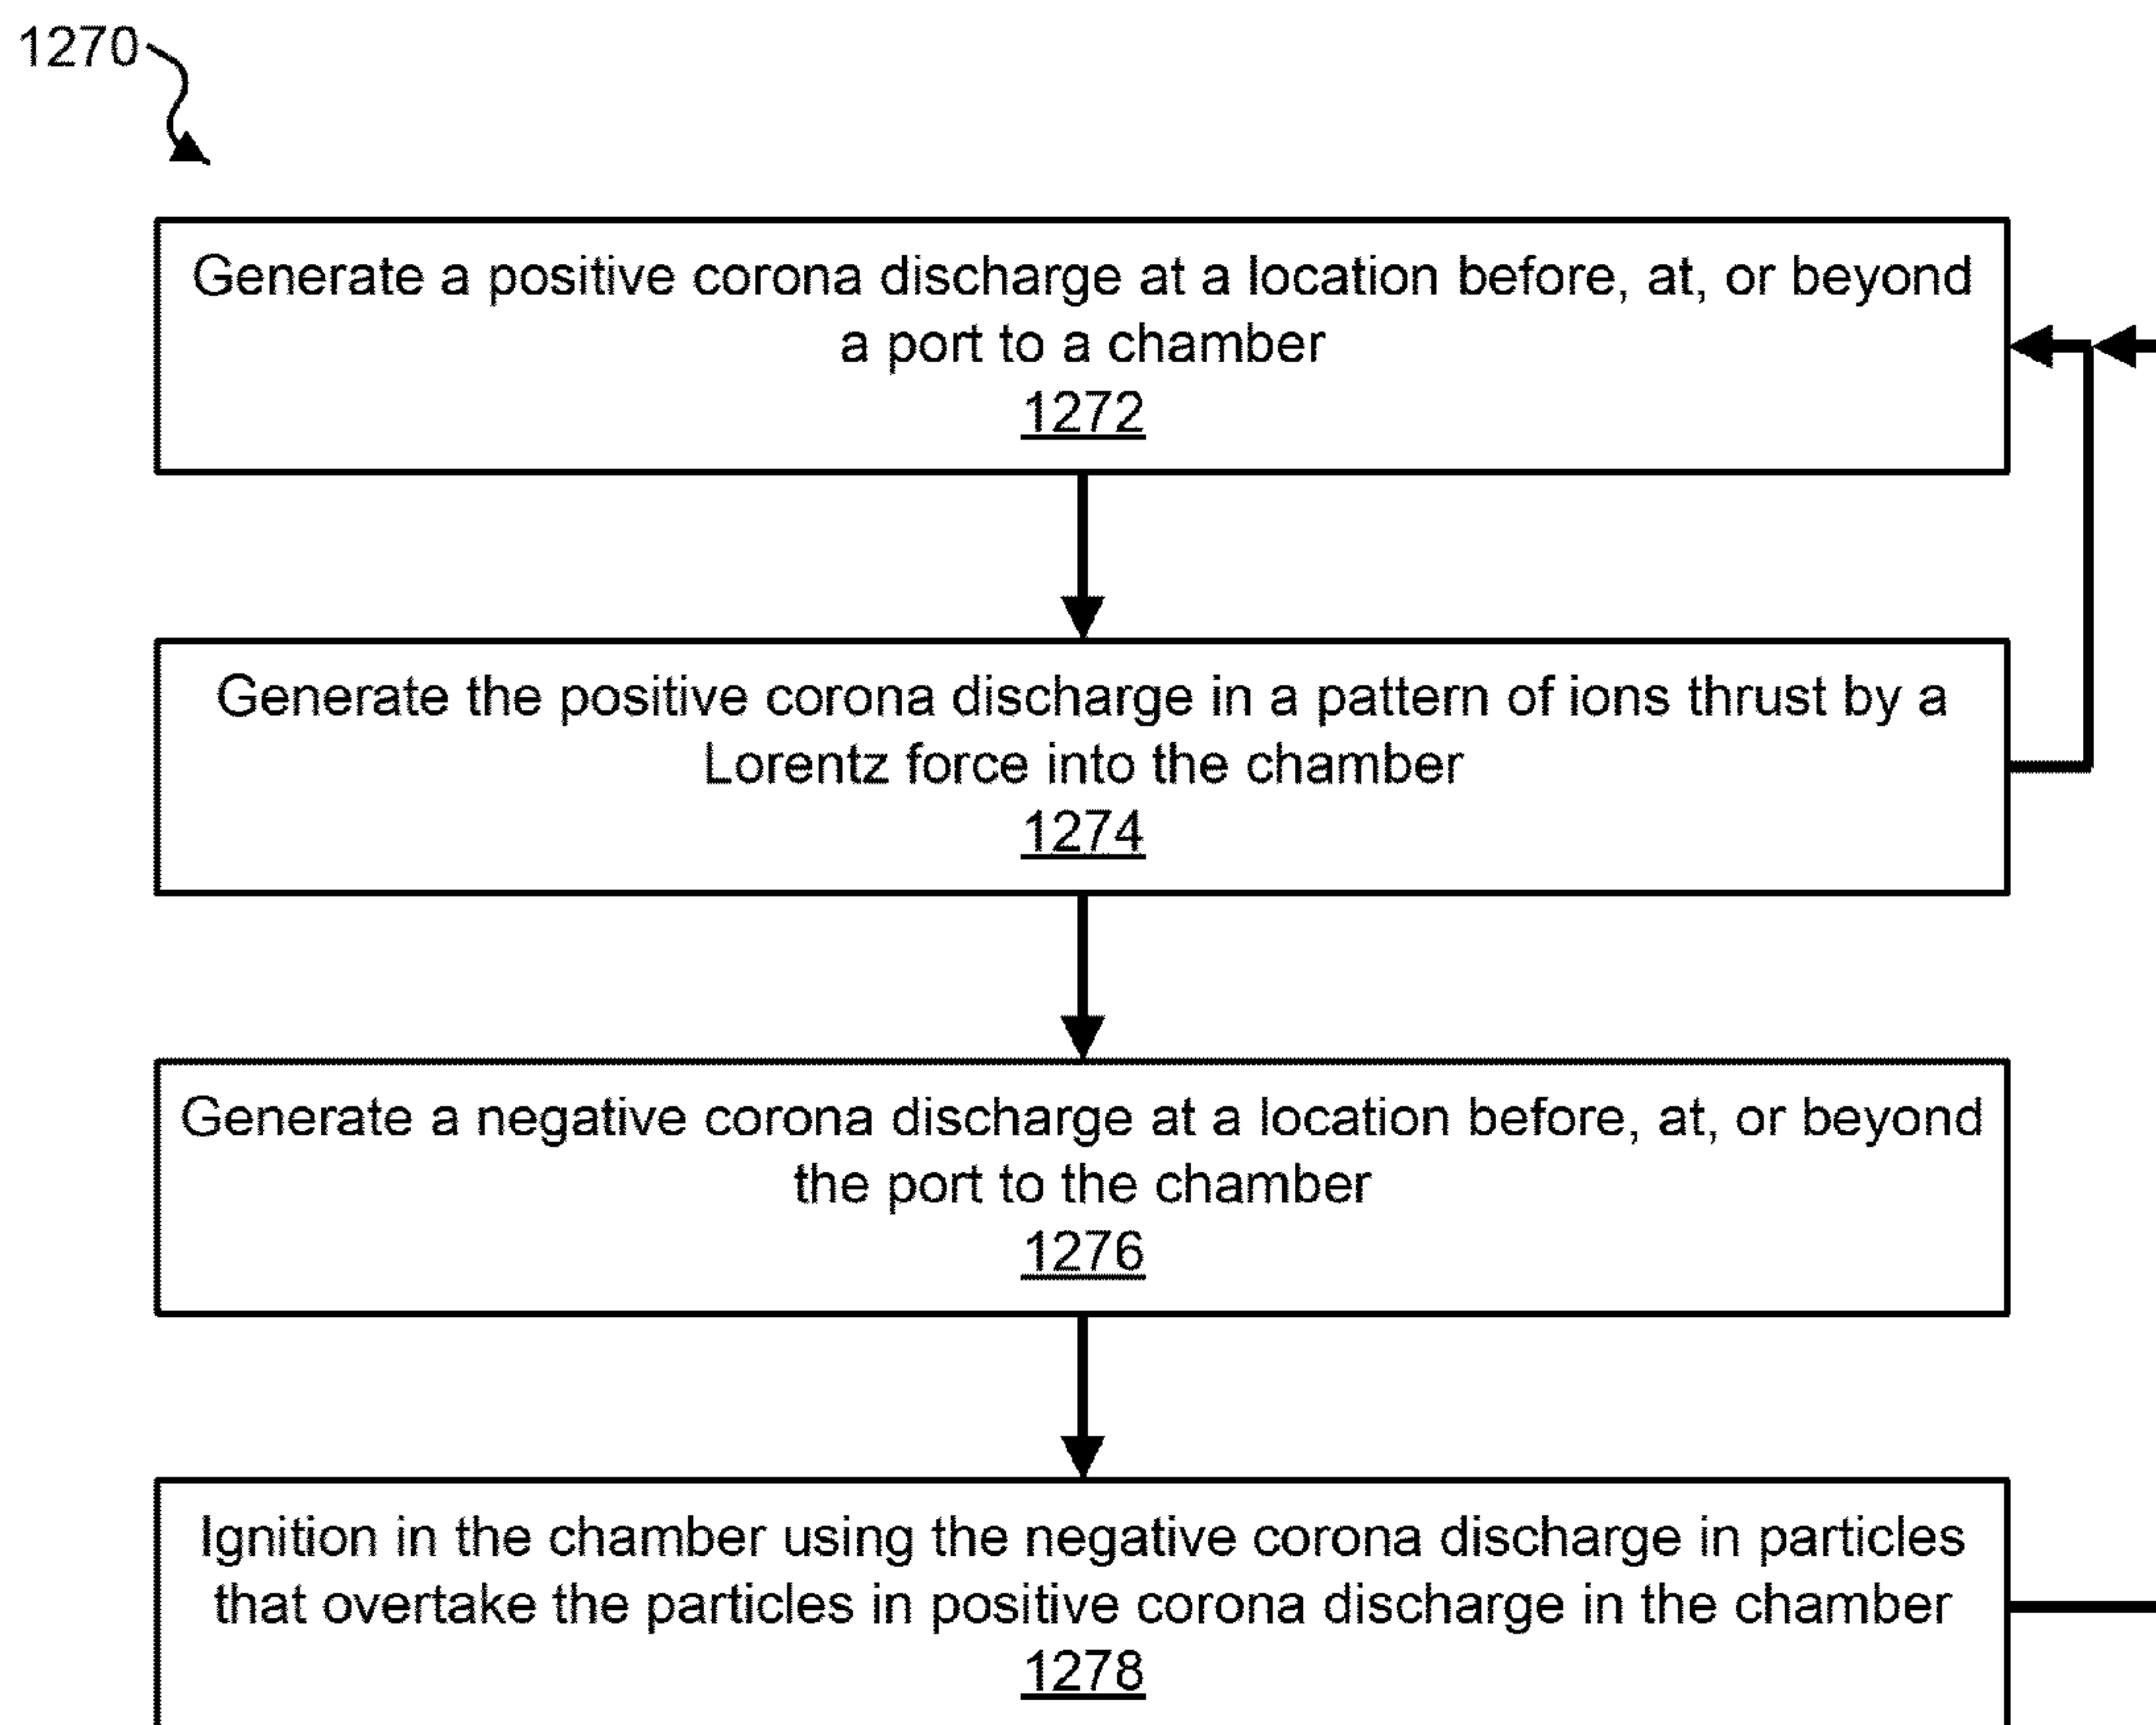 1270
Generate a positive corona discharge at a location before, at, or beyond
a port to a chamber
1272
Generate the positive corona discharge in a pattern of ions thrust by a
Lorentz force into the chamber
1274
Generate a negative corona discharge at a location before, at, or beyond
the port to the chamber
1276
Ignition in the chamber using the negative corona discharge in particles
that overtake the particles in positive corona discharge in the chamber
1278